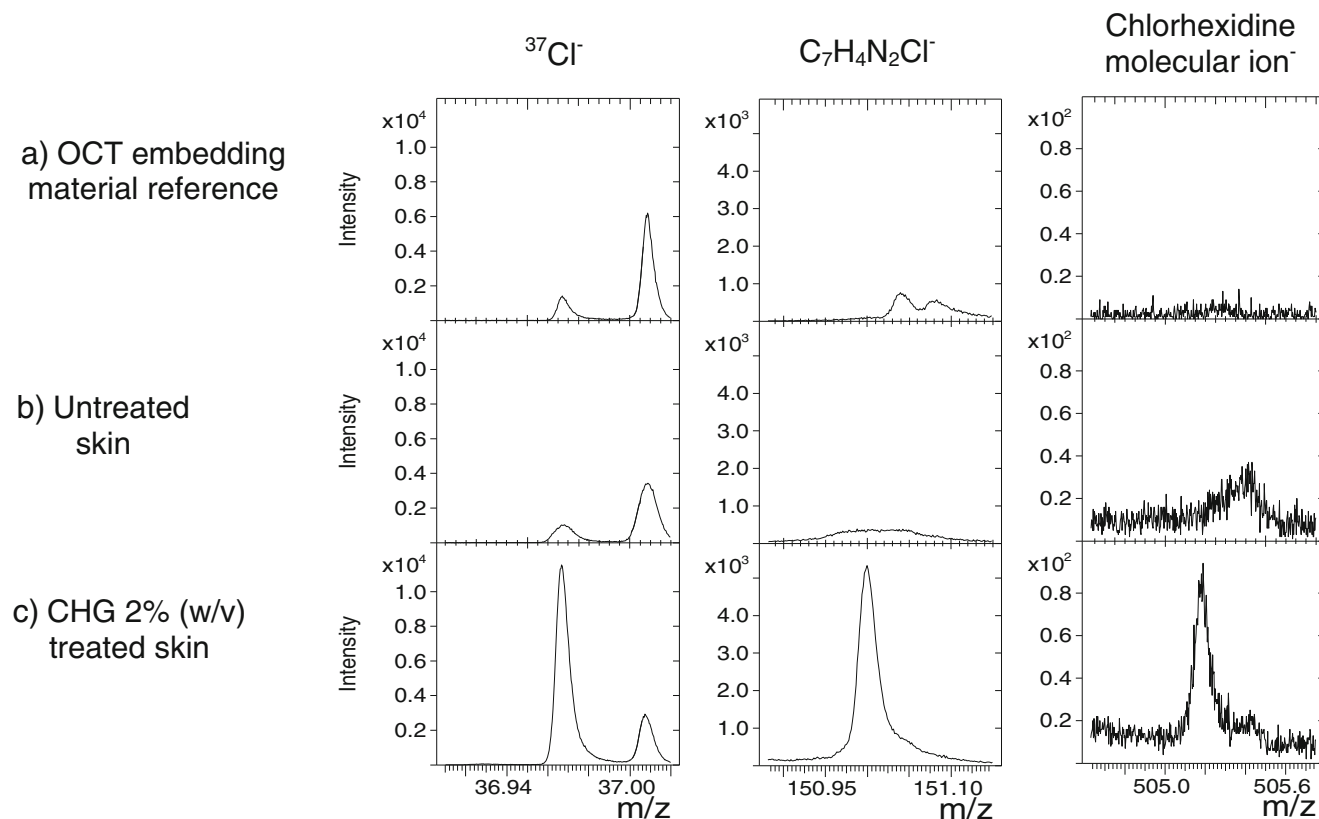 ³⁷Cl⁻
C₇H₄N₂Cl⁻
Chlorhexidine
molecular ion⁻
a) OCT embedding
material reference
Intensity
x10⁴
1.0
0.8
0.6
0.4
0.2
x10³
5.0
4.0
3.0
2.0
1.0
x10²
0.8
0.6
0.4
0.2
b) Untreated
skin
Intensity
x10⁴
1.0
0.8
0.6
0.4
0.2
x10³
5.0
4.0
3.0
2.0
1.0
x10²
0.8
0.6
0.4
0.2
c) CHG 2% (w/v)
treated skin
Intensity
x10⁴
1.0
0.8
0.6
0.4
0.2
x10³
5.0
4.0
3.0
2.0
1.0
x10²
0.8
0.6
0.4
0.2
36.94 37.00
m/z
150.95 151.10
m/z
505.0 505.6
m/z